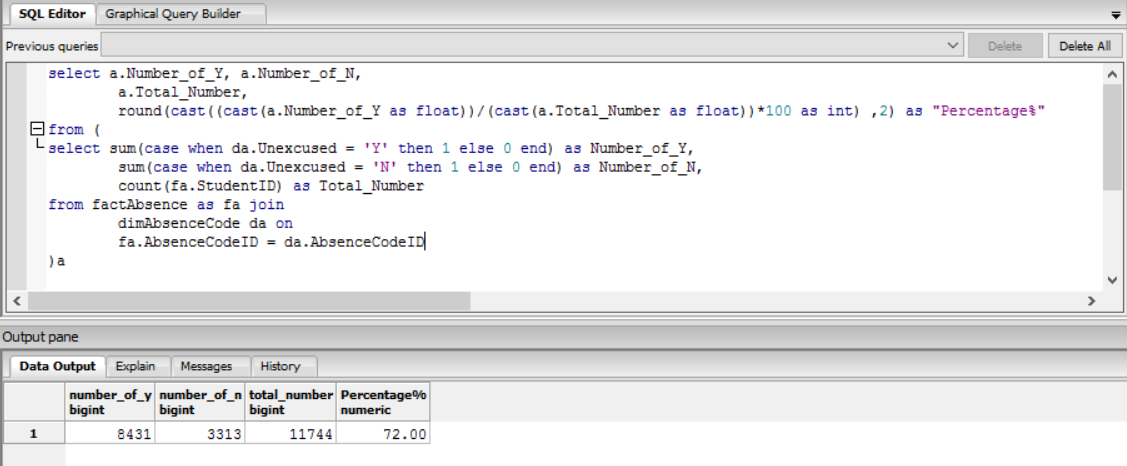 SQL Editor Graphical Query Builder
Previous queries Delete Delete All
select a.Number_of_Y, a.Number_of_N,
a.Total_Number,
round(cast((cast(a.Number_of_Y as float))/(cast(a.Total_Number as float))*100 as int) ,2) as "Percentage%"
from (
select sum(case when da.Unexcused = 'Y' then 1 else 0 end) as Number_of_Y,
sum(case when da.Unexcused = 'N' then 1 else 0 end) as Number_of_N,
count(fa.StudentID) as Total_Number
from factAbsence as fa join
dimAbsenceCode da on
fa.AbsenceCodeID = da.AbsenceCodeID
)a
Output pane
Data Output Explain Messages History
number_of_y number_of_n total_number Percentage%
bigint bigint bigint numeric
1 8431 3313 11744 72.00